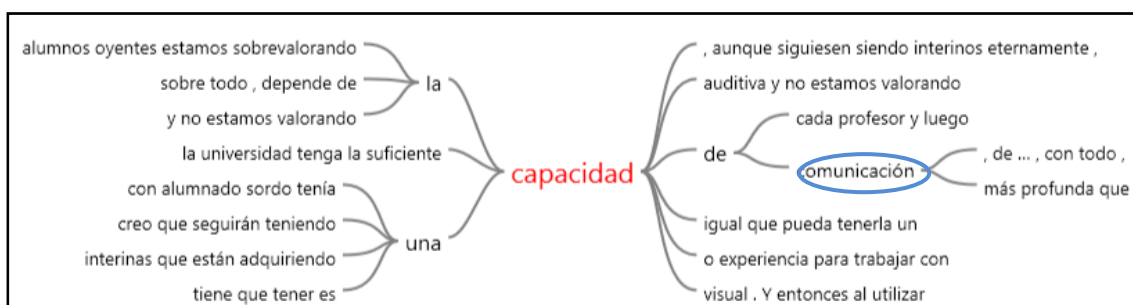 alumnos oyentes estamos sobrevalorando
sobre todo , depende de
y no estamos valorando
la
la universidad tenga la suficiente
con alumnado sordo tenía
creo que seguirán teniendo
interinas que están adquiriendo
tiene que tener es
una
capacidad
, aunque siguiesen siendo interinos eternamente ,
auditiva y no estamos valorando
de
cada profesor y luego
comunicación
, de ... , con todo ,
más profunda que
igual que pueda tenerla un
o experiencia para trabajar con
visual . Y entonces al utilizar